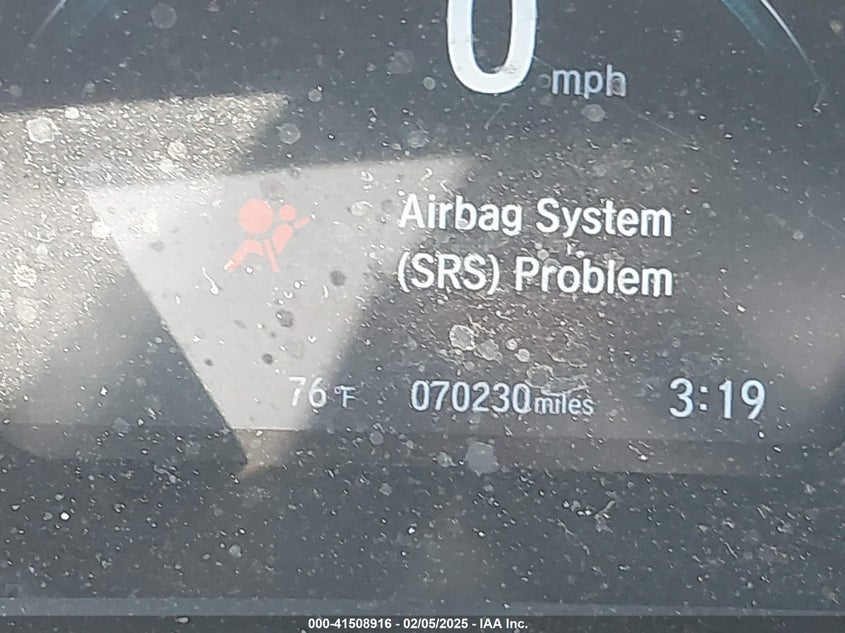 0 mph
Airbag System
(SRS) Problem
76 °F 070230 miles 3:19
000-41508916 - 02/05/2025 - IAA Inc.